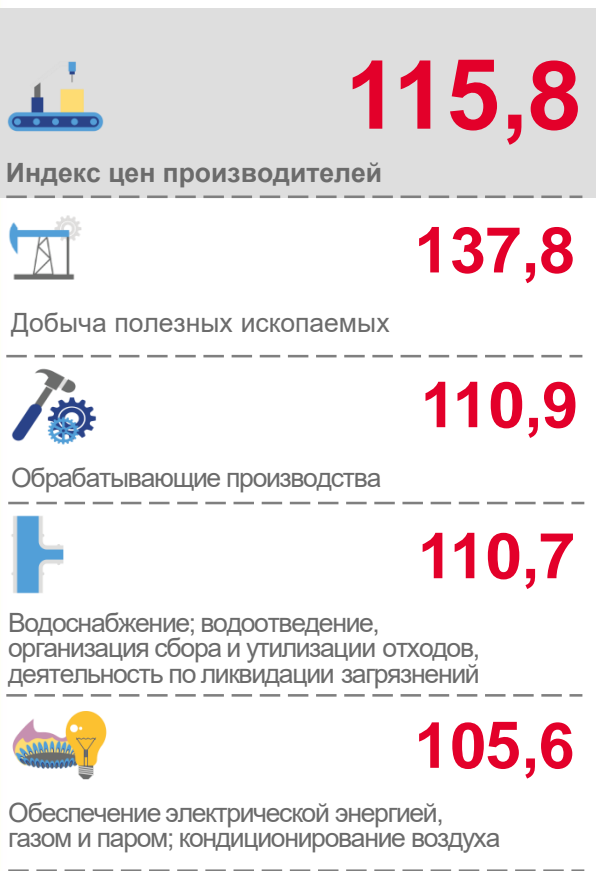 115,8
Индекс цен производителей
137,8
Добыча полезных ископаемых
110,9
Обрабатывающие производства
110,7
Водоснабжение; водоотведение,
организация сбора и утилизации отходов,
деятельность по ликвидации загрязнений
105,6
Обеспечение электрической энергией,
газом и паром; кондиционирование воздуха